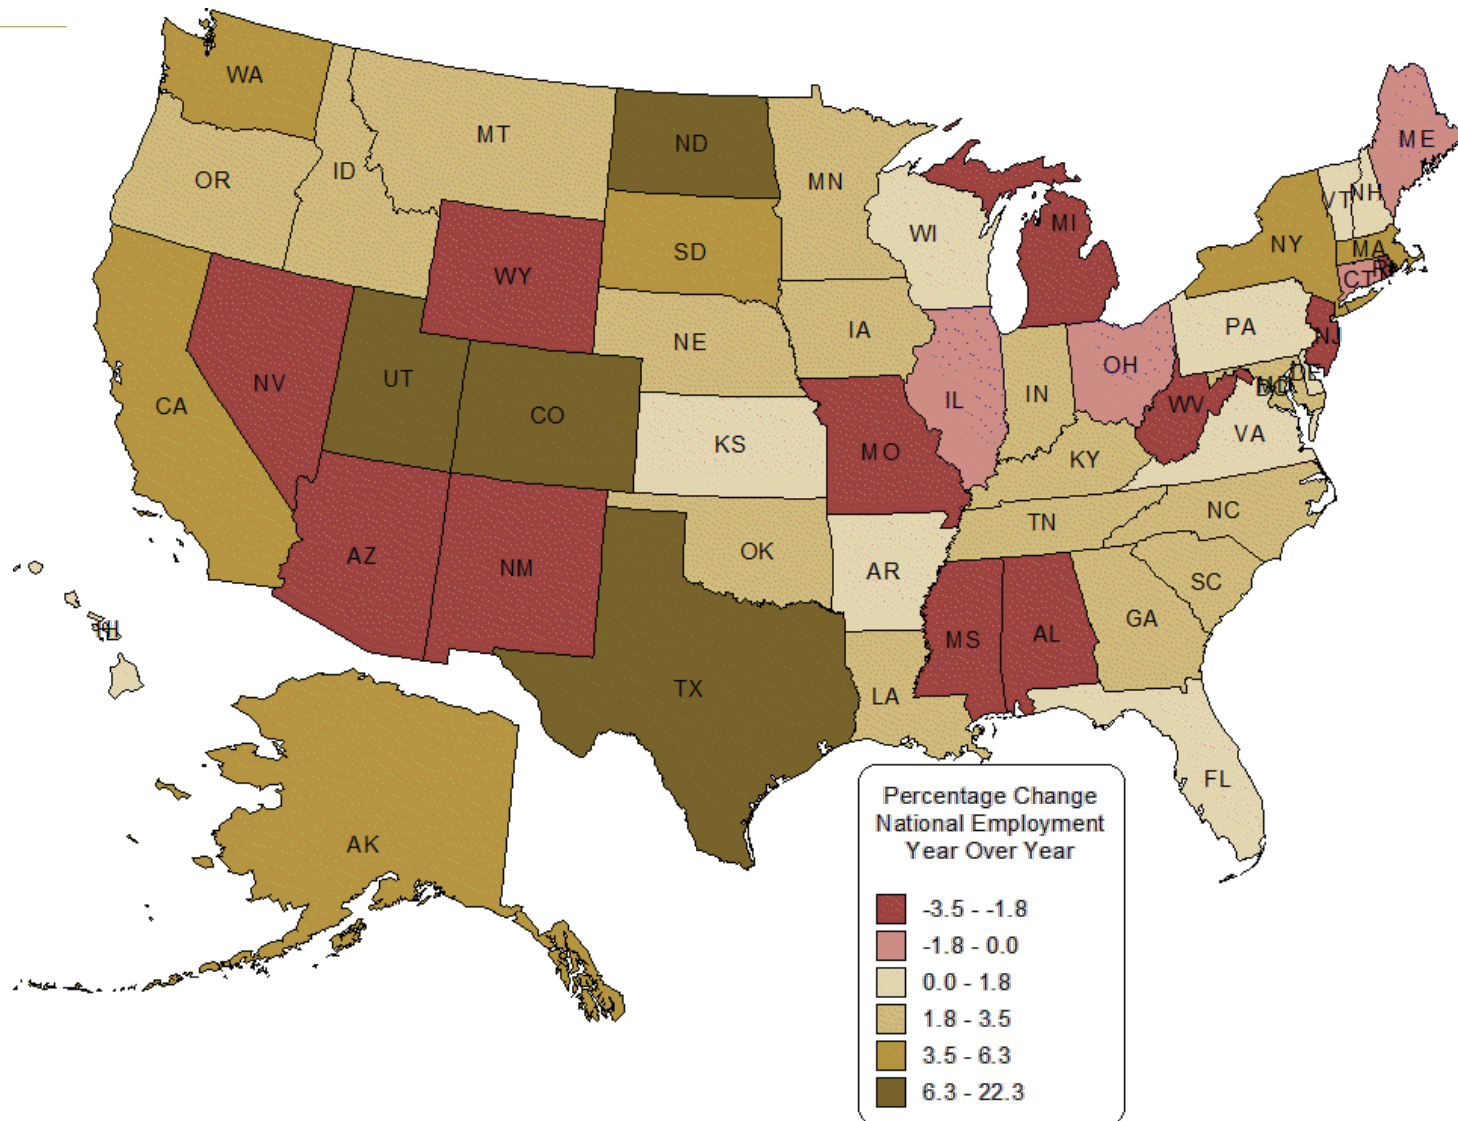 WA
MT
ND
ME
OR
ID
MN
VT
NH
WI
MI
SD
NY
MA
WY
CT
NE
IA
PA
NJ
UT
NV
OH
DE
CA
CO
IL
IN
WV
DC
KS
MO
KY
VA
NC
TN
AZ
NM
OK
AR
SC
GA
HI
MS
AL
TX
LA
FL
AK
Percentage Change
National Employment
Year Over Year
-3.5 - -1.8
-1.8 - 0.0
0.0 - 1.8
1.8 - 3.5
3.5 - 6.3
6.3 - 22.3